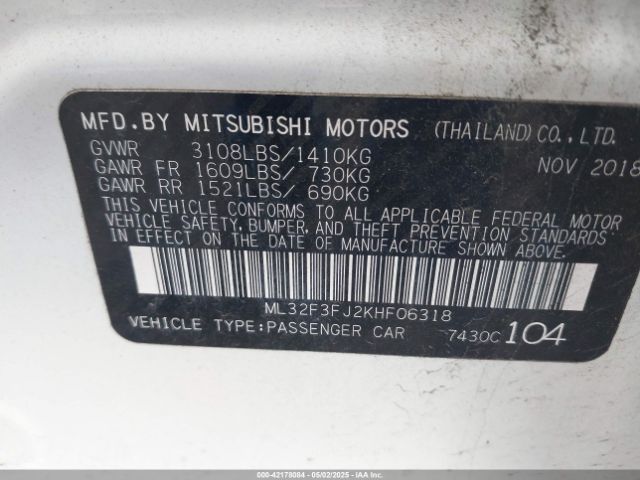 MFD.BY MITSUBISHI MOTORS (THAILAND)CO.,LTD.
GVWR 3108LBS/1410KG NOV 2018
GAWR FR 1609LBS/ 730KG
GAWR RR 1521LBS/ 690KG
THIS VEHICLE CONFORMS TO ALL APPLICABLE FEDERAL MOTOR
VEHICLE SAFETY, BUMPER, AND THEFT PREVENTION STANDARDS
IN EFFECT ON THE DATE OF MANUFACTURE SHOWN ABOVE.
ML32F3FJ2KHF06318
VEHICLE TYPE:PASSENGER CAR 7430C 104
000-42178084 - 05/02/2025 - IAAI.COM